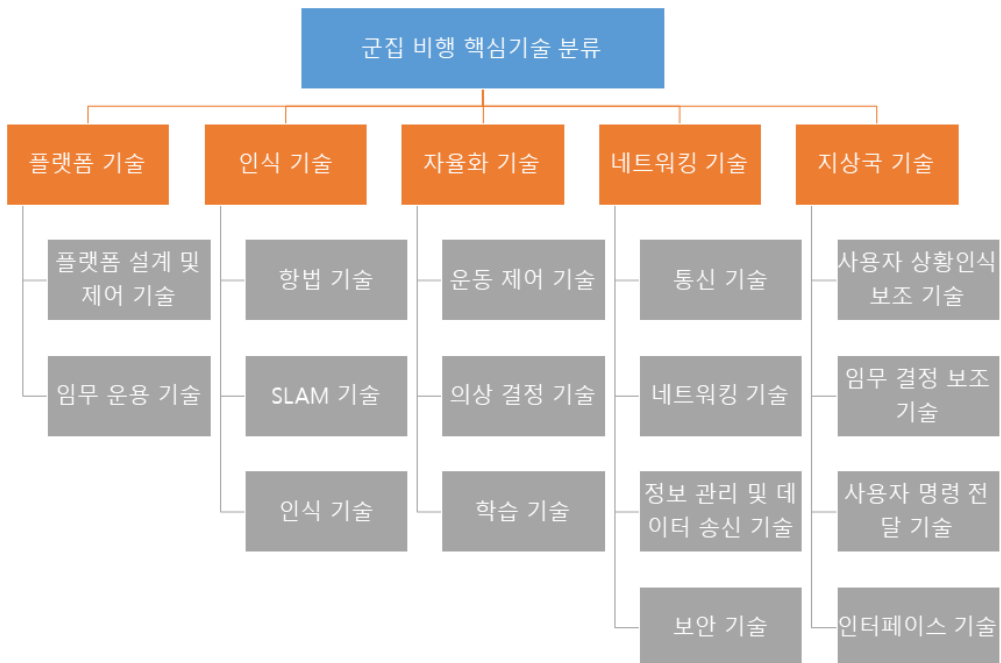 군집 비행 핵심기술 분류
플랫폼 기술
인식 기술
자율화 기술
네트워킹 기술
지상국 기술
플랫폼 설계 및
제어 기술
임무 운용 기술
항법 기술
SLAM 기술
인식 기술
운동 제어 기술
의상 결정 기술
학습 기술
통신 기술
네트워킹 기술
정보 관리 및 데
이터 송신 기술
보안 기술
사용자 상황인식
보조 기술
임무 결정 보조
기술
사용자 명령 전
달 기술
인터페이스 기술